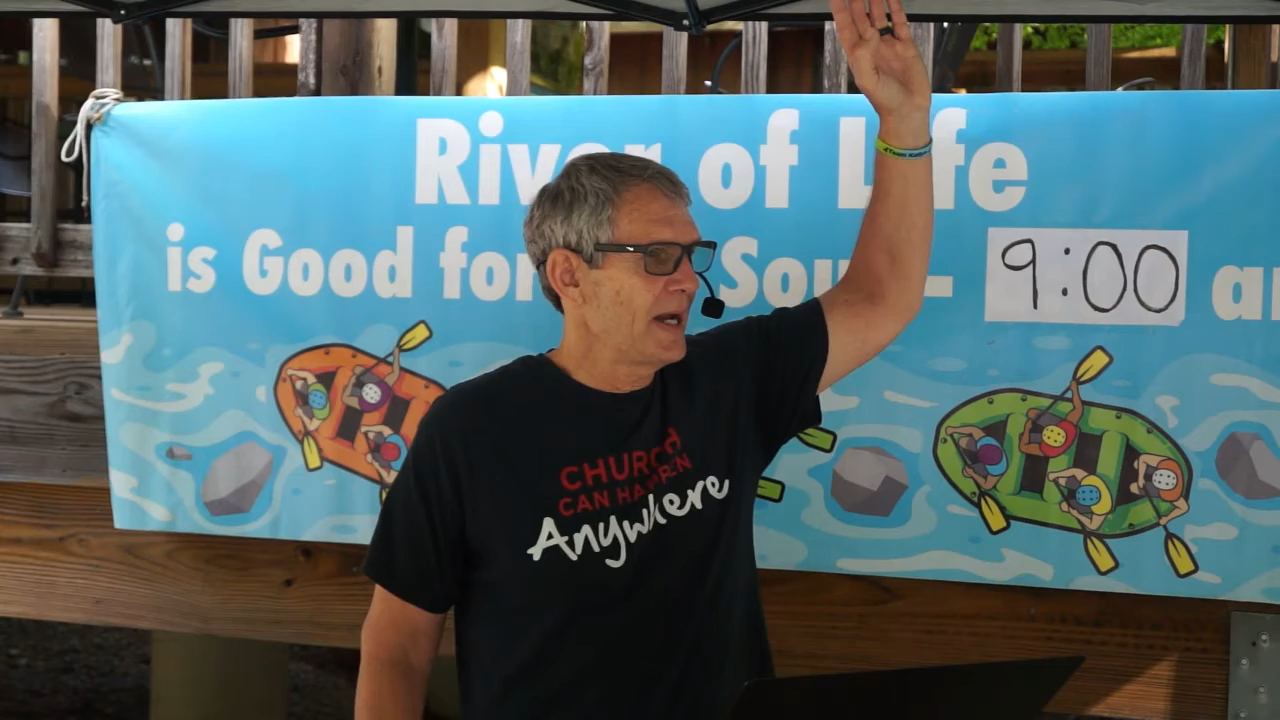 River of Life
is Good for Soul - 9:00 a
CHURCH
CAN HAPPEN
Anywhere